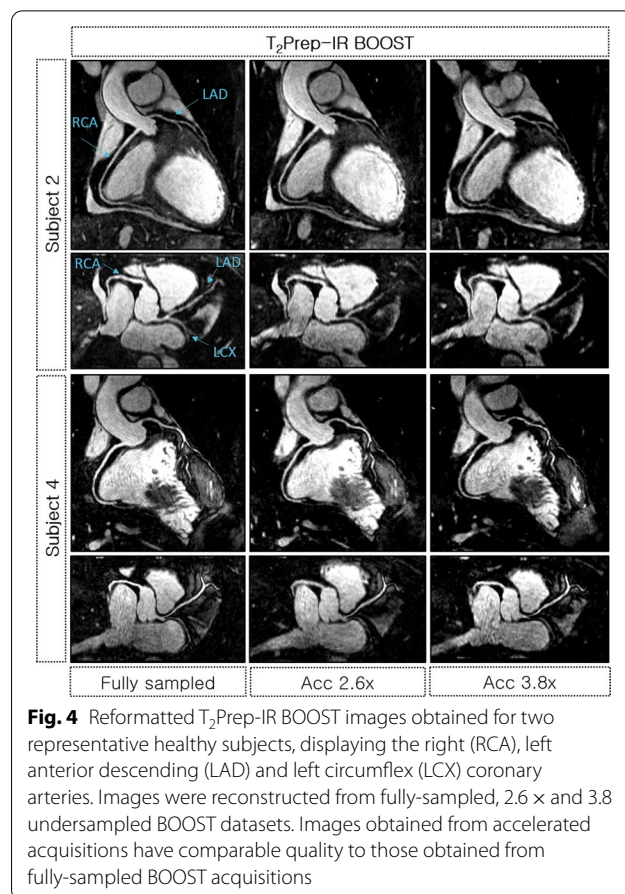 T₂Prep-IR BOOST
Subject 2
LAD
RCA
RCA
LAD
LCX
Subject 4
Fully sampled
Acc 2.6x
Acc 3.8x
Fig. 4 Reformatted T₂Prep-IR BOOST images obtained for two
representative healthy subjects, displaying the right (RCA), left
anterior descending (LAD) and left circumflex (LCX) coronary
arteries. Images were reconstructed from fully-sampled, 2.6 × and 3.8
undersampled BOOST datasets. Images obtained from accelerated
acquisitions have comparable quality to those obtained from
fully-sampled BOOST acquisitions